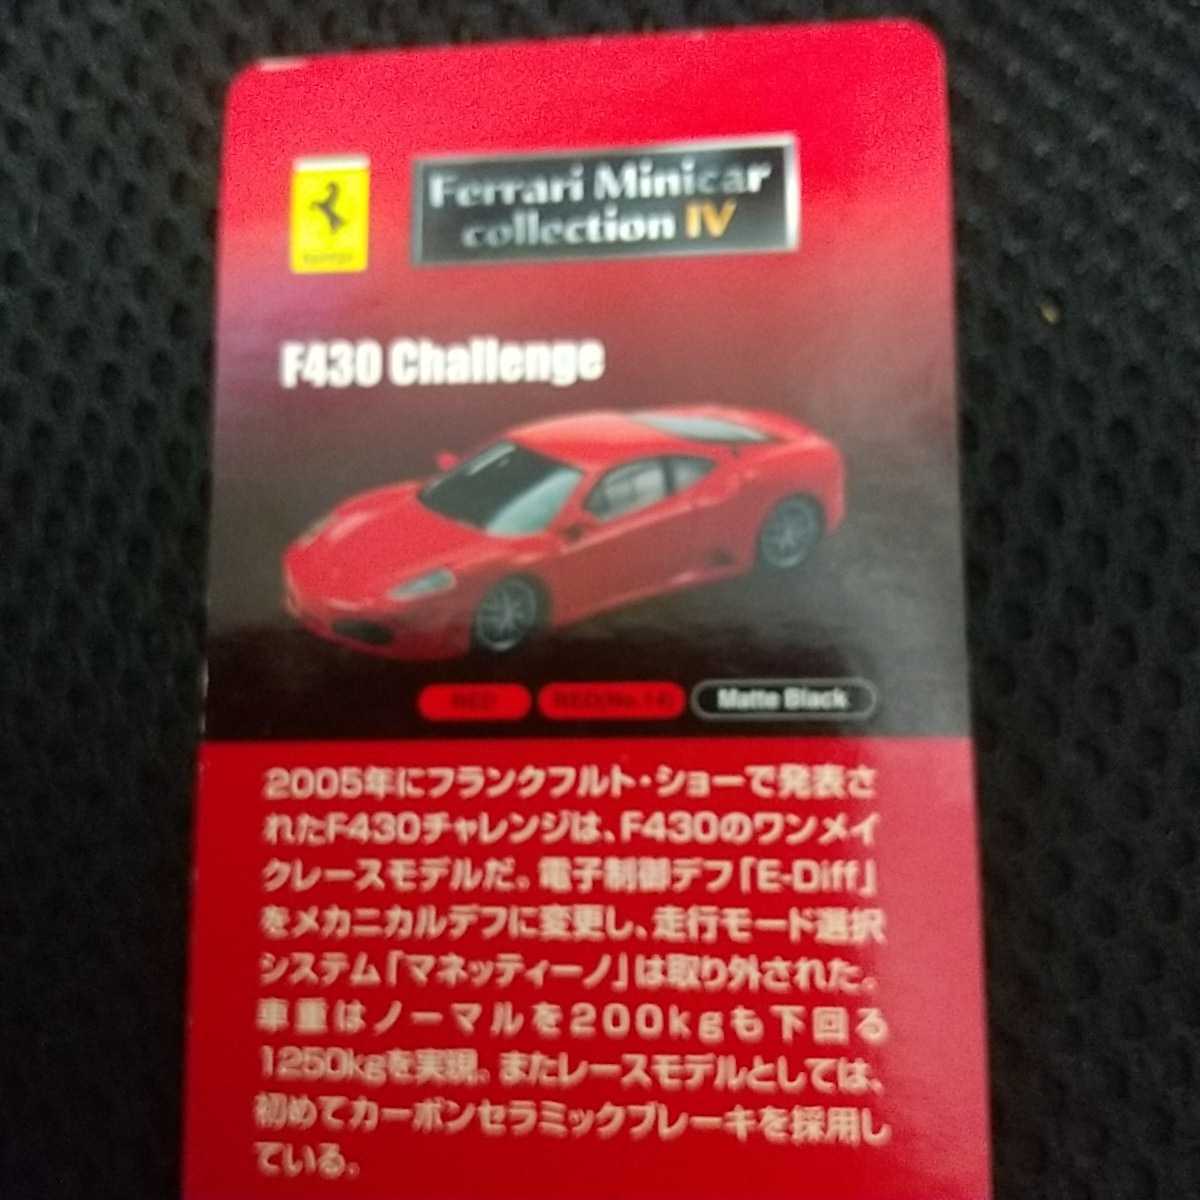 Ferrari Minicar
collection IV
F430 Challenge
RED
RED(No.14)
Matte Black
2005年にフランクフルト・ショーで発表さ
れたF430チャレンジは、F430のワンメイ
クレースモデルだ。電子制御デフ「E-Diff」
をメカニカルデフに変更し、走行モード選択
システム「マネッティーノ」は取り外された。
車重はノーマルを200kgも下回る
1250kgを実現。またレースモデルとしては、
初めてカーボンセラミックブレーキを採用し
ている。